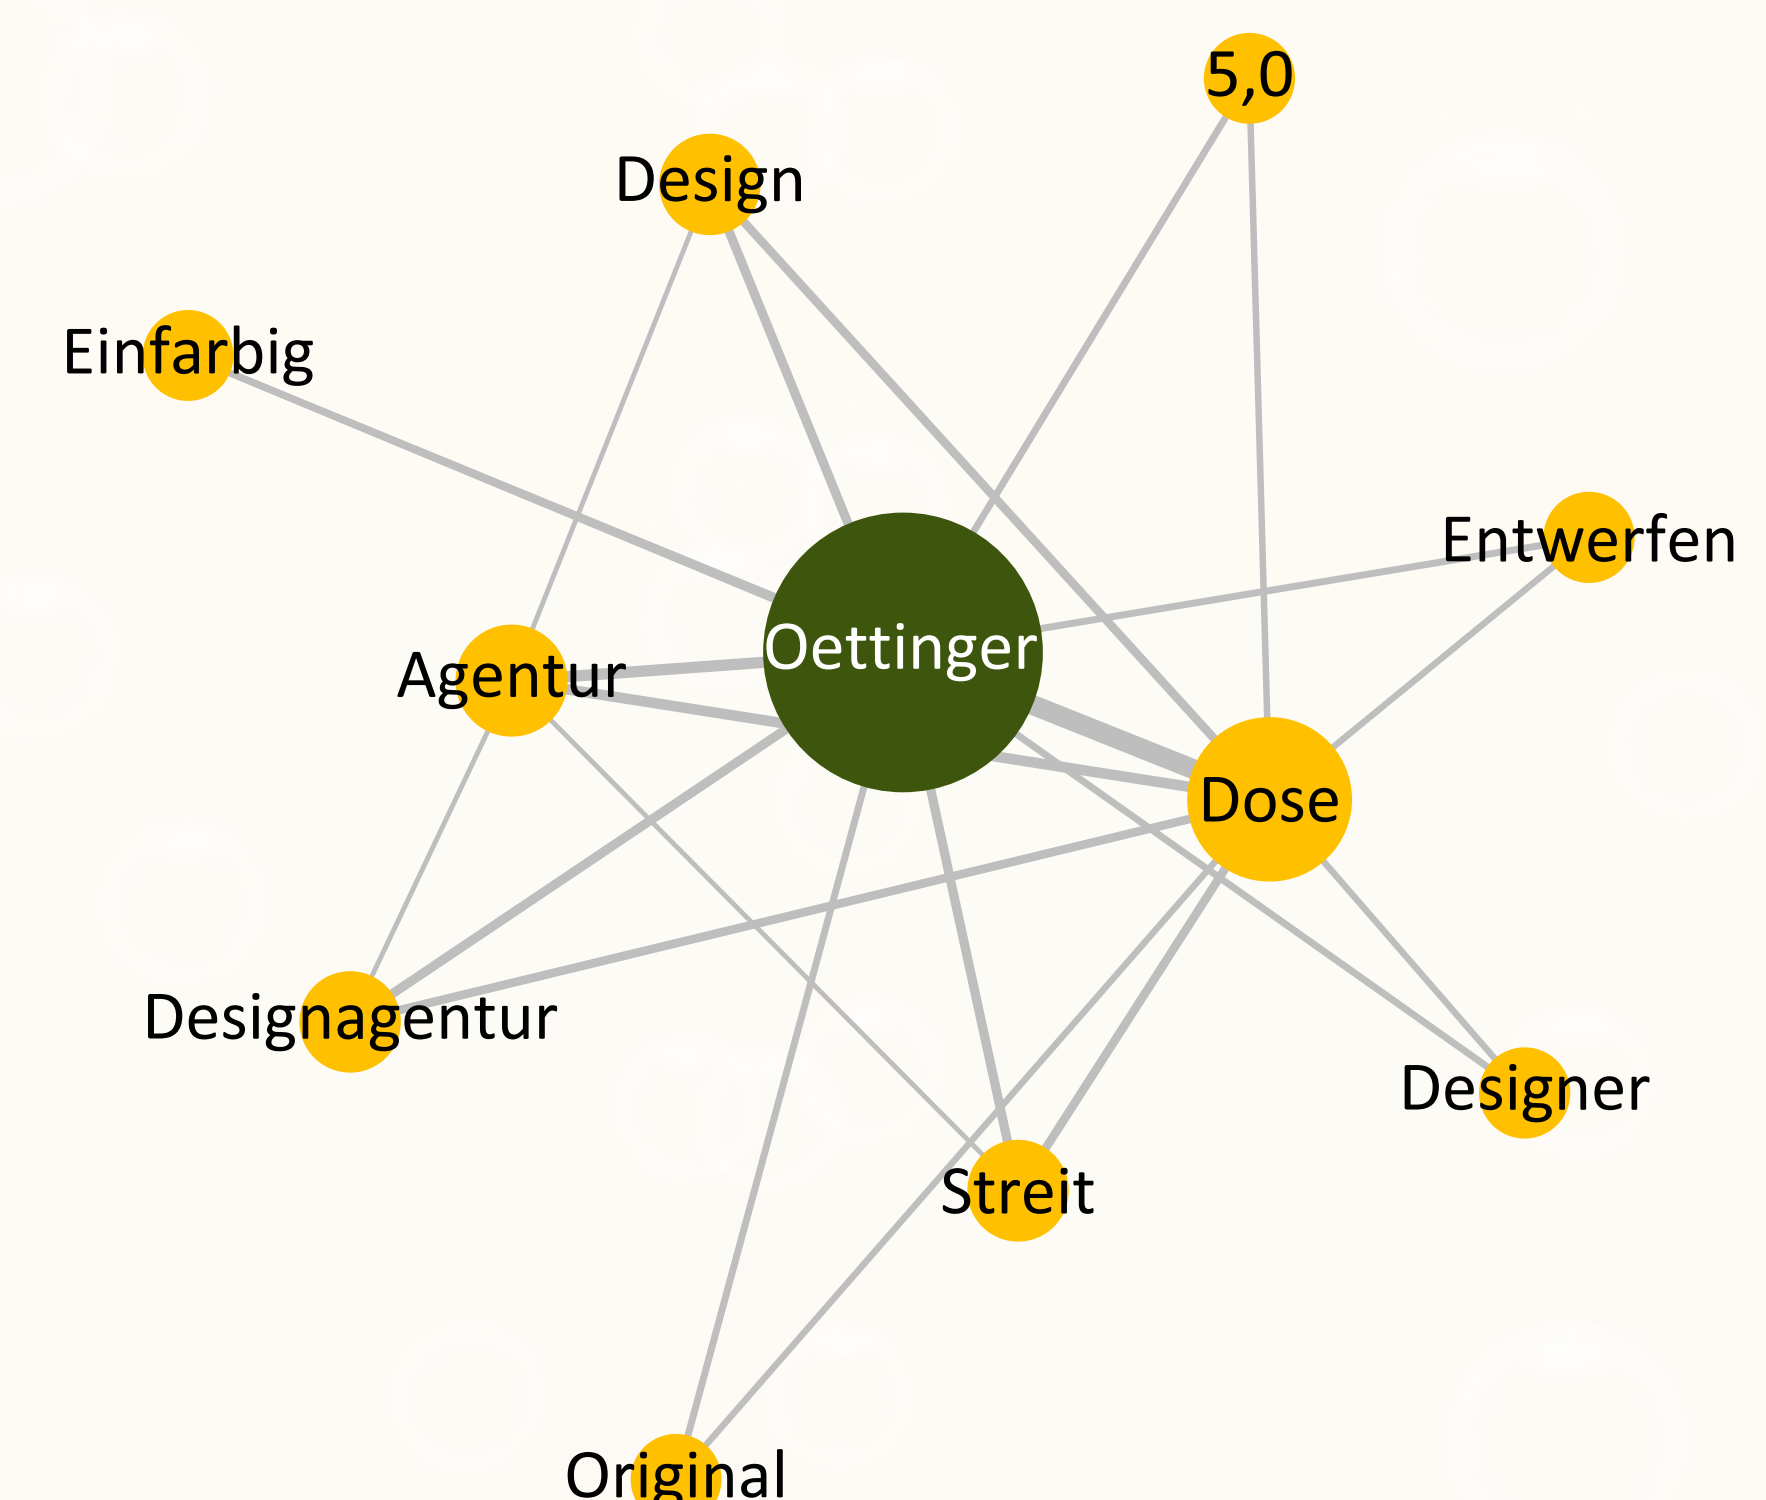 5,0
Design
Einfarbig
Entwerfen
Oettinger
Agentur
Dose
Designagentur
Designer
Streit
Original